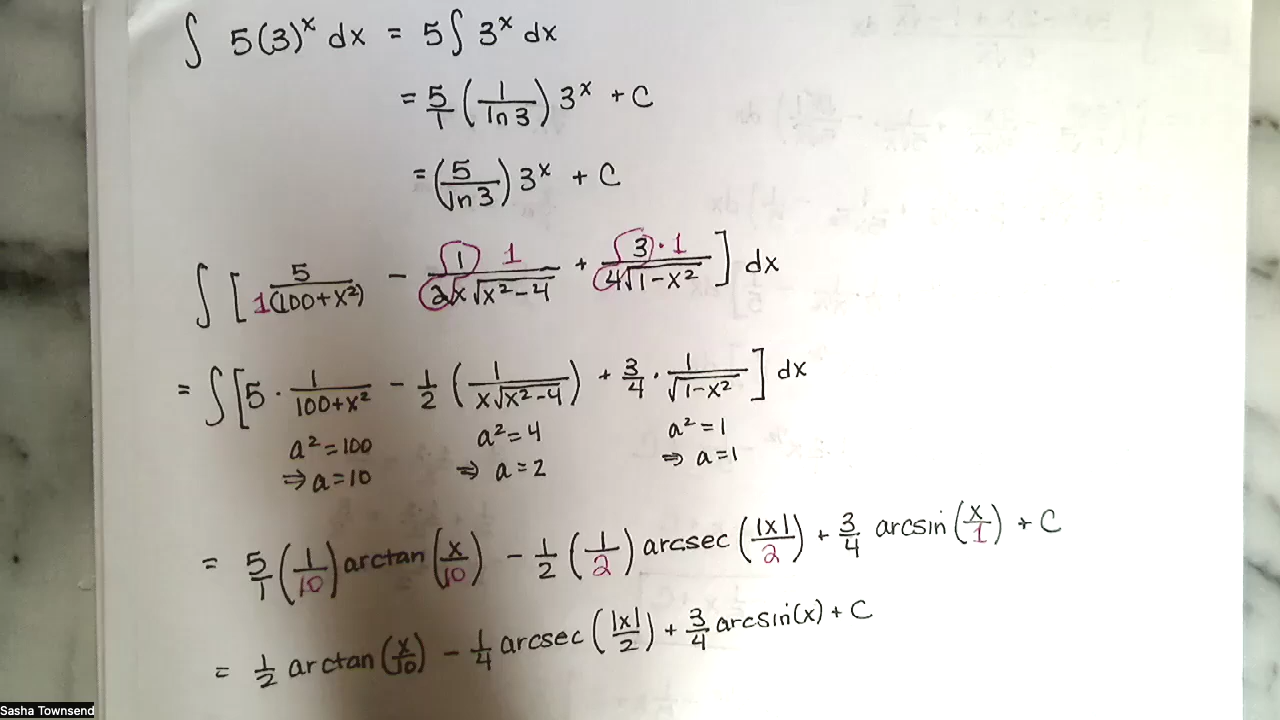 ∫ 5(3)^x dx = 5∫ 3^x dx
= 5/1 (1/ln 3) 3^x + C
= (5/ln 3) 3^x + C
∫ [ 5/1(100+x²) − 1 1/2x√x²−4 + 3·1/4√1−x² ] dx
= ∫ [ 5 · 1/100+x² − 1/2 ( 1/x√x²−4 ) + 3/4 · 1/√1−x² ] dx
a² = 100 a² = 4 a² = 1
⇒ a = 10 ⇒ a = 2 ⇒ a = 1
= 5/1 (1/10) arctan (x/10) − 1/2 (1/2) arcsec (|x|/2) + 3/4 arcsin (x/1) + C
= 1/2 arctan (x/10) − 1/4 arcsec (|x|/2) + 3/4 arcsin(x) + C
Sasha Townsend